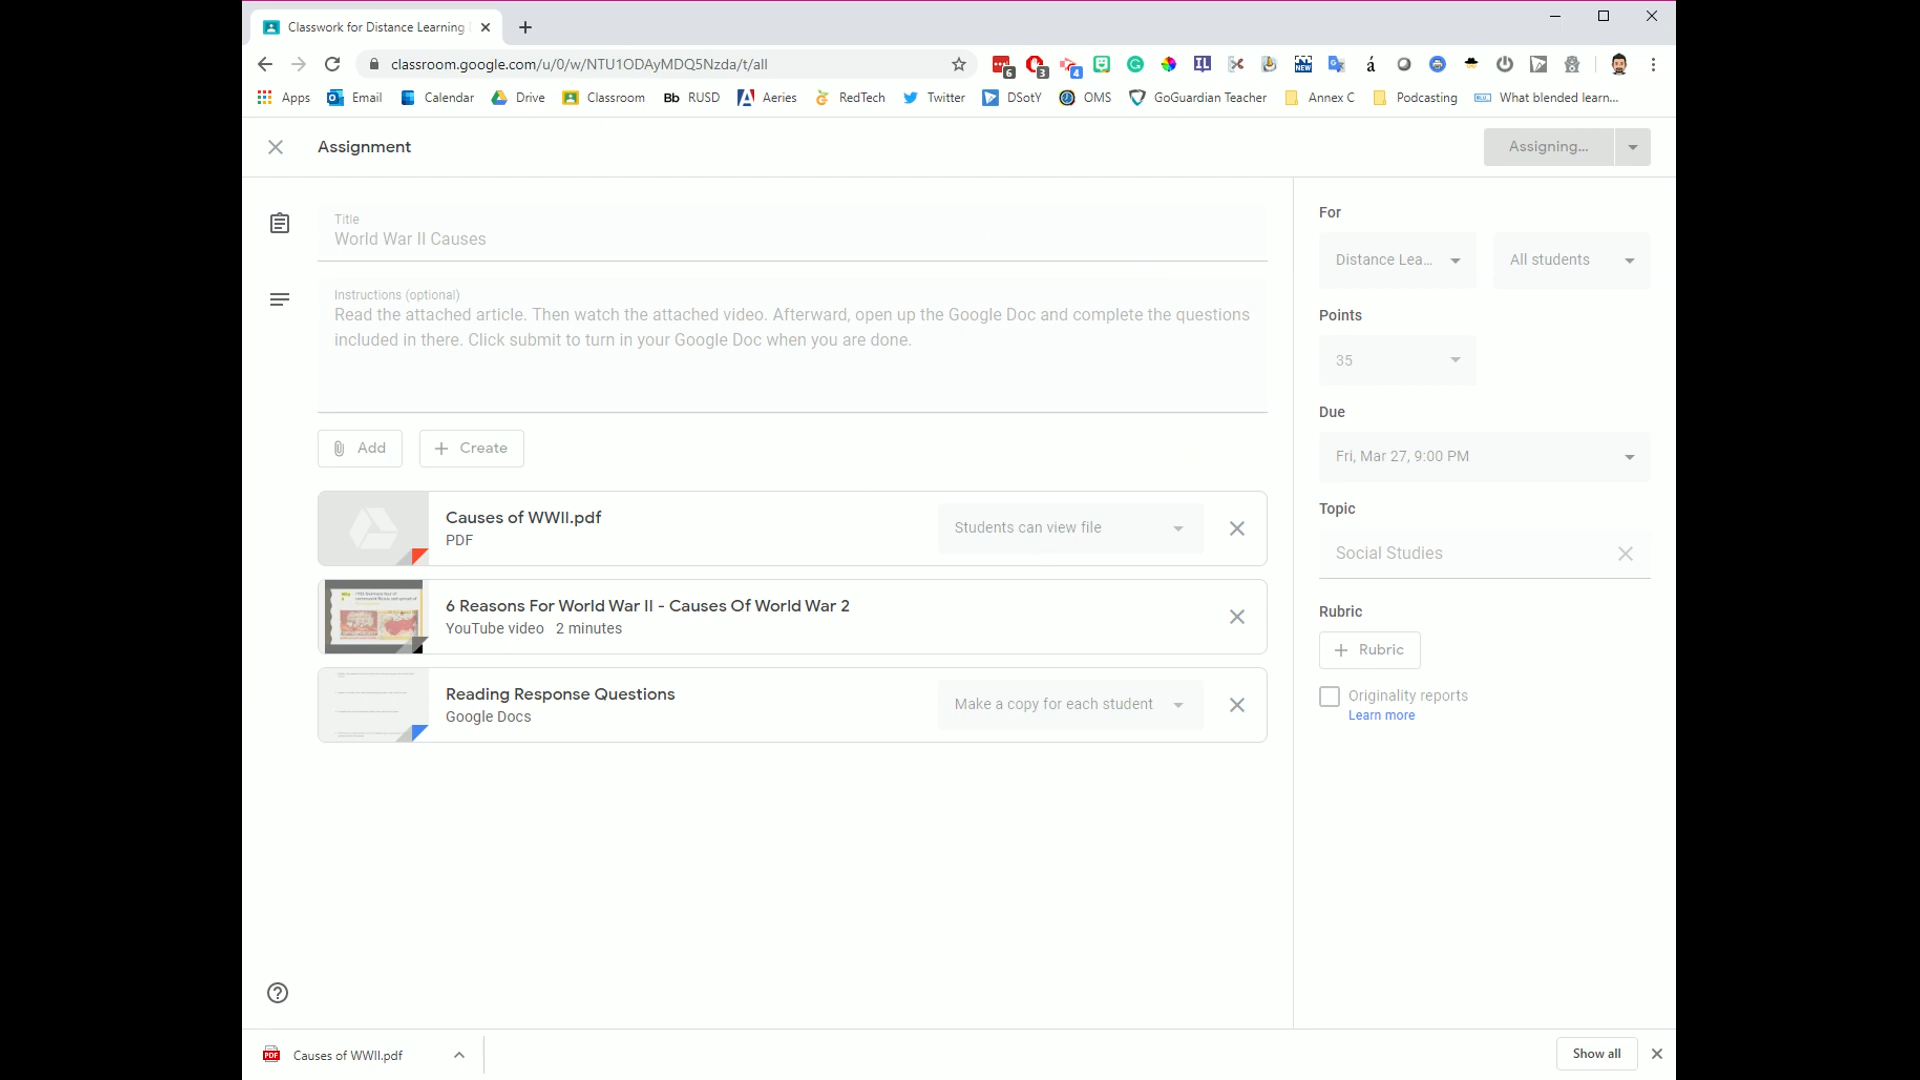 Classwork for Distance Learning
classroom.google.com/u/0/w/NTU1ODAyMDQ5Nzda/t/all
6
3
4
IL
NEW
á
Apps
Email
Calendar
Drive
Classroom
Bb RUSD
Aeries
RedTech
Twitter
DSotY
OMS
GoGuardian Teacher
Annex C
Podcasting
What blended learn...
Assignment
Assigning...
Title
World War II Causes
Instructions (optional)
Read the attached article. Then watch the attached video. Afterward, open up the Google Doc and complete the questions
included in there. Click submit to turn in your Google Doc when you are done.
Add
Create
Causes of WWII.pdf
PDF
Students can view file
6 Reasons For World War II - Causes Of World War 2
YouTube video 2 minutes
Reading Response Questions
Google Docs
Make a copy for each student
For
Distance Lea...
All students
Points
35
Due
Fri, Mar 27, 9:00 PM
Topic
Social Studies
Rubric
Rubric
Originality reports
Learn more
PDF
Causes of WWII.pdf
Show all